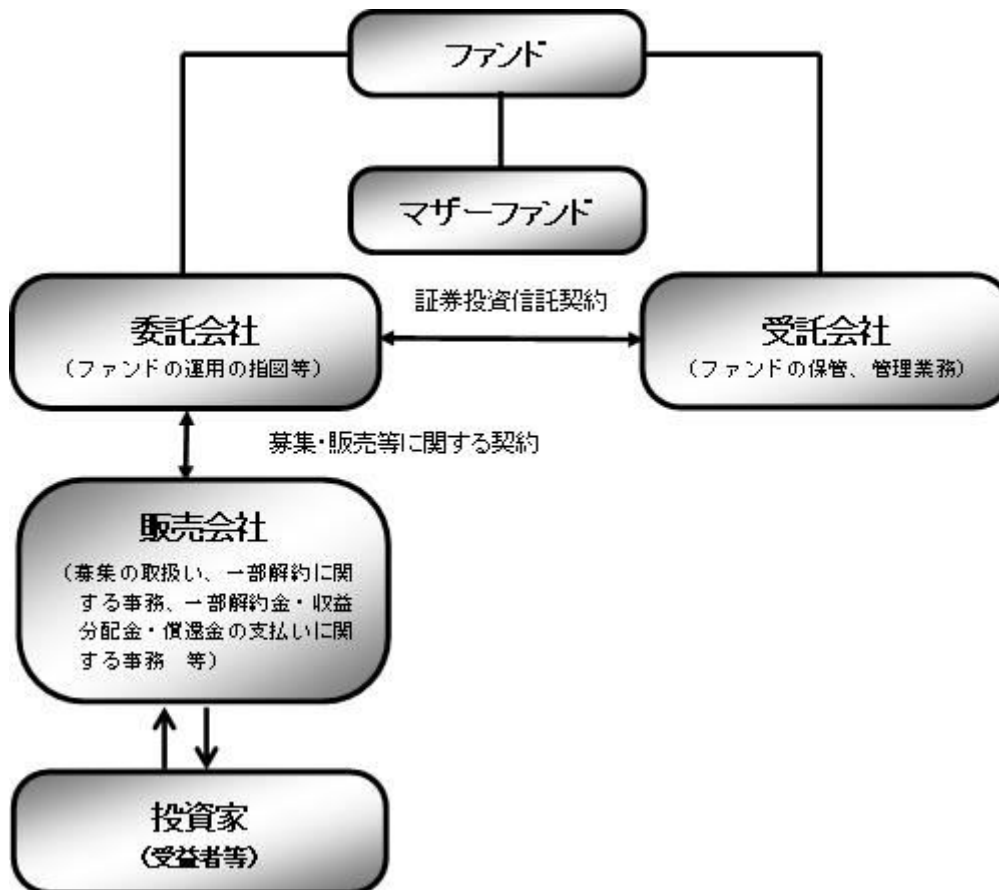 ファンド
マザーファンド
証券投資信託契約
委託会社
（ファンドの運用の指図等）
受託会社
（ファンドの保管、管理業務）
募集･販売等に関する契約
販売会社
（募集の取扱い、一部解約に関
する事務、一部解約金・収益
分配金・償還金の支払いに関
する事務　等）
投資家
（受益者等）